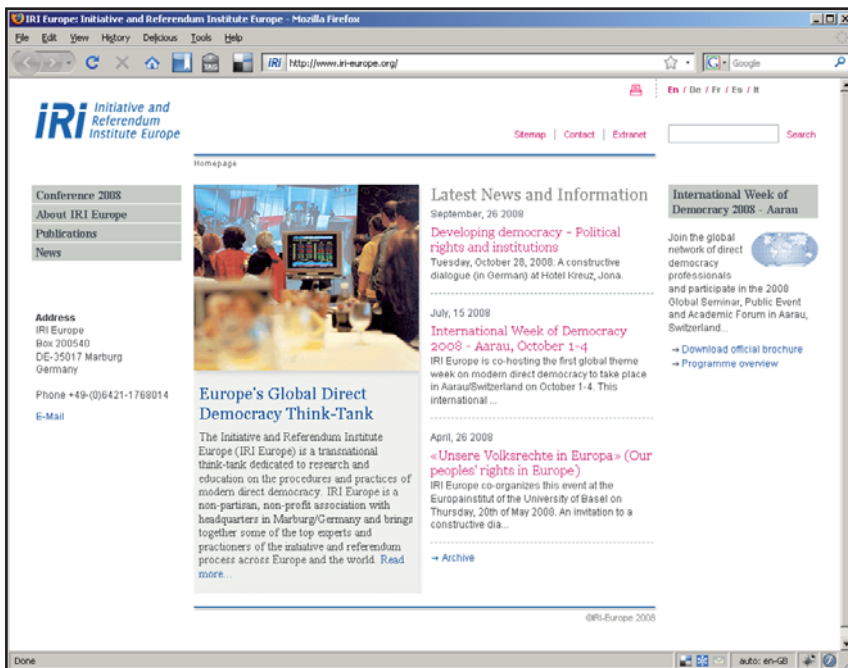 IRI Europe: Initiative and Referendum Institute Europe - Mozilla Firefox
File Edit View History Delicious Tools Help
TAG
iRi http://www.iri-europe.org/
G Google
En / De / Fr / Es / It
iRi Initiative and
Referendum
Institute Europe
Sitemap | Contact | Extranet
Search
Homepage
Conference 2008
About IRI Europe
Publications
News
Address
IRI Europe
Box 200540
DE-35017 Marburg
Germany
Phone +49-(0)6421-1768014
E-Mail
Europe's Global Direct
Democracy Think-Tank
The Initiative and Referendum Institute
Europe (IRI Europe) is a transnational
think-tank dedicated to research and
education on the procedures and practices of
modern direct democracy. IRI Europe is a
non-partisan, non-profit association with
headquarters in Marburg/Germany and brings
together some of the top experts and
practioners of the initiative and referendum
process across Europe and the world. Read
more...
Latest News and Information
September, 26 2008
Developing democracy - Political
rights and institutions
Tuesday, October 28, 2008: A constructive
dialogue (in German) at Hotel Kreuz, Jona.
July, 15 2008
International Week of Democracy
2008 - Aarau, October 1-4
IRI Europe is co-hosting the first global theme
week on modern direct democracy to take place
in Aarau/Switzerland on October 1-4. This
international ...
April, 26 2008
«Unsere Volksrechte in Europa» (Our
peoples' rights in Europe)
IRI Europe co-organizes this event at the
Europainstitut of the University of Basel on
Thursday, 20th of May 2008. An invitation to a
constructive dia...
→ Archive
International Week of
Democracy 2008 - Aarau
Join the global
network of direct
democracy
professionals
and participate in the 2008
Global Seminar, Public Event
and Academic Forum in Aarau,
Switzerland...
→ Download official brochure
→ Programme overview
©IRI-Europe 2008
Done
auto: en-GB